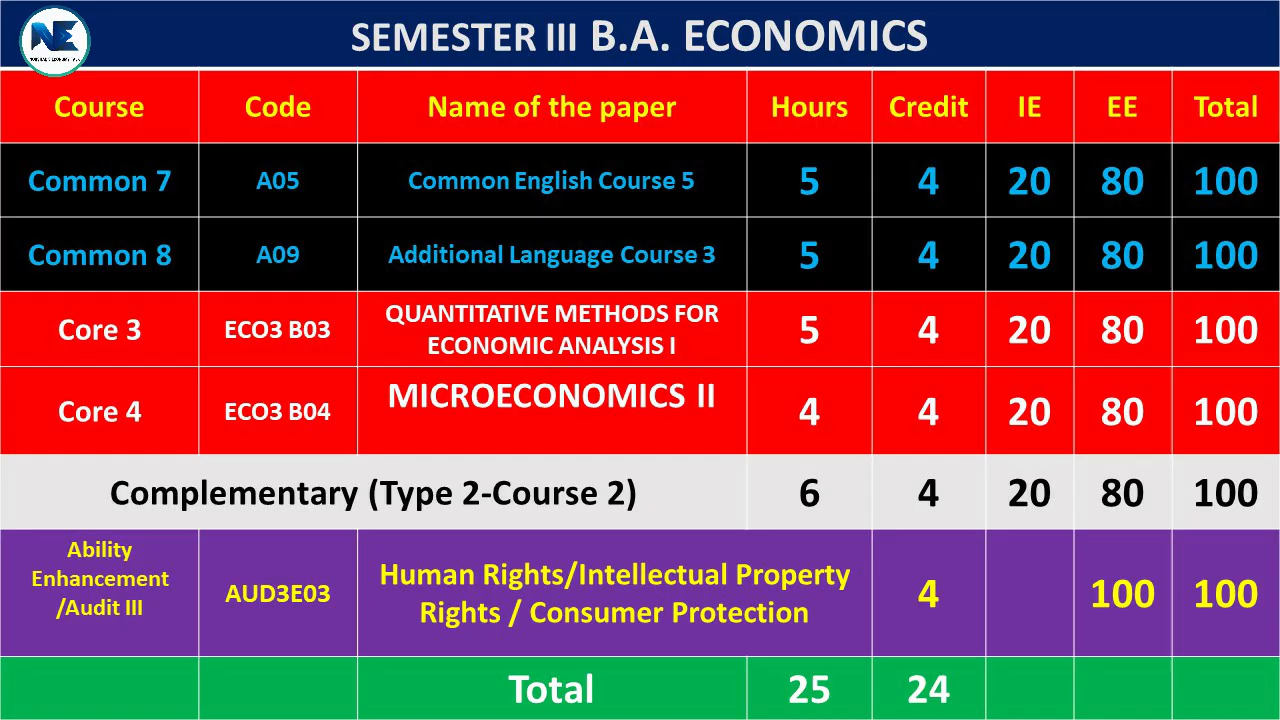 SEMESTER III B.A. ECONOMICS
NE
Course Code Name of the paper Hours Credit IE EE Total
Common 7 A05 Common English Course 5 5 4 20 80 100
Common 8 A09 Additional Language Course 3 5 4 20 80 100
Core 3 ECO3 B03 QUANTITATIVE METHODS FOR
ECONOMIC ANALYSIS I 5 4 20 80 100
Core 4 ECO3 B04 MICROECONOMICS II 4 4 20 80 100
Complementary (Type 2-Course 2) 6 4 20 80 100
Ability
Enhancement
/Audit III AUD3E03 Human Rights/Intellectual Property
Rights / Consumer Protection 4 100 100
Total 25 24